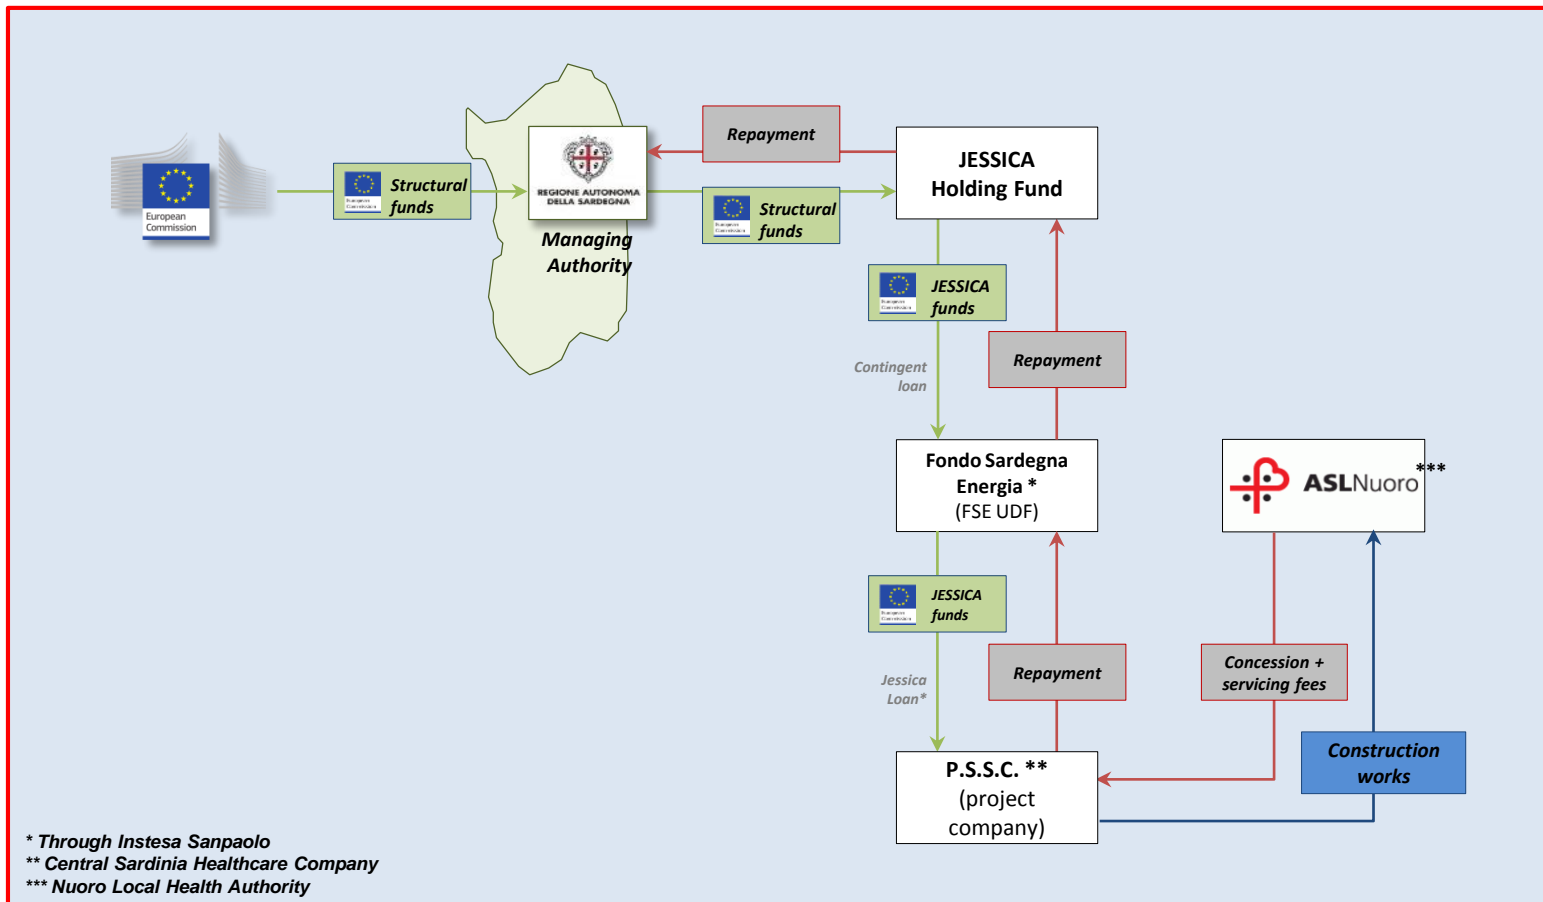 European
Commission
Structural
funds
REGIONE AUTONOMA
DELLA SARDEGNA
Managing
Authority
Repayment
Structural
funds
JESSICA
Holding Fund
JESSICA
funds
Contingent
loan
Repayment
Fondo Sardegna
Energia *
(FSE UDF)
ASLNuoro ***
JESSICA
funds
Jessica
Loan*
Repayment
Concession +
servicing fees
P.S.S.C. **
(project
company)
Construction
works
* Through Instesa Sanpaolo
** Central Sardinia Healthcare Company
*** Nuoro Local Health Authority